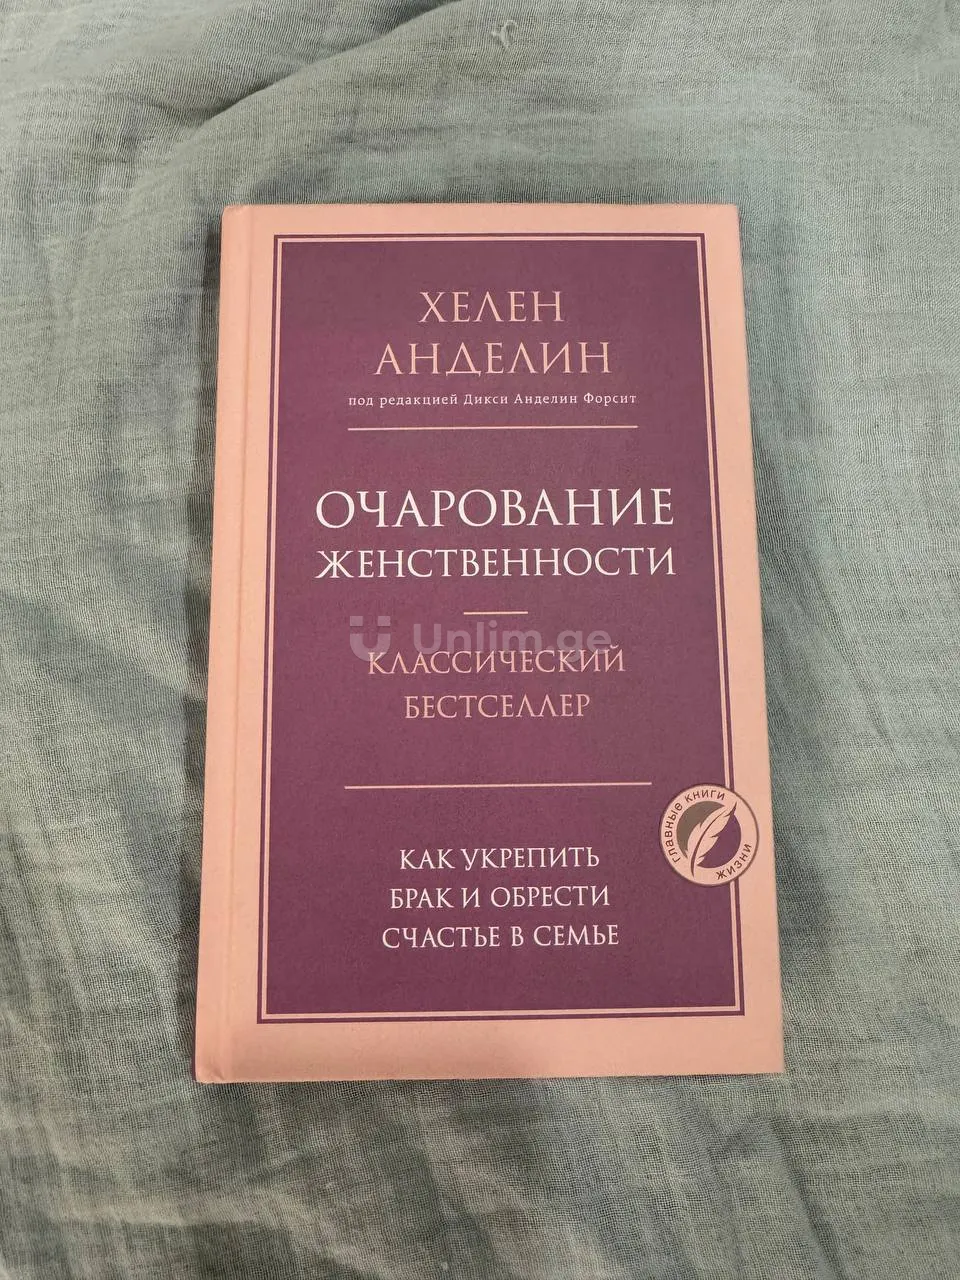 ХЕЛЕН
АНДЕЛИН
под редакцией Дикси Анделин Форсит
ОЧАРОВАНИЕ
ЖЕНСТВЕННОСТИ
Unlim.ge
КЛАССИЧЕСКИЙ
БЕСТСЕЛЛЕР
главные книги
жизни
КАК УКРЕПИТЬ
БРАК И ОБРЕСТИ
СЧАСТЬЕ В СЕМЬЕ